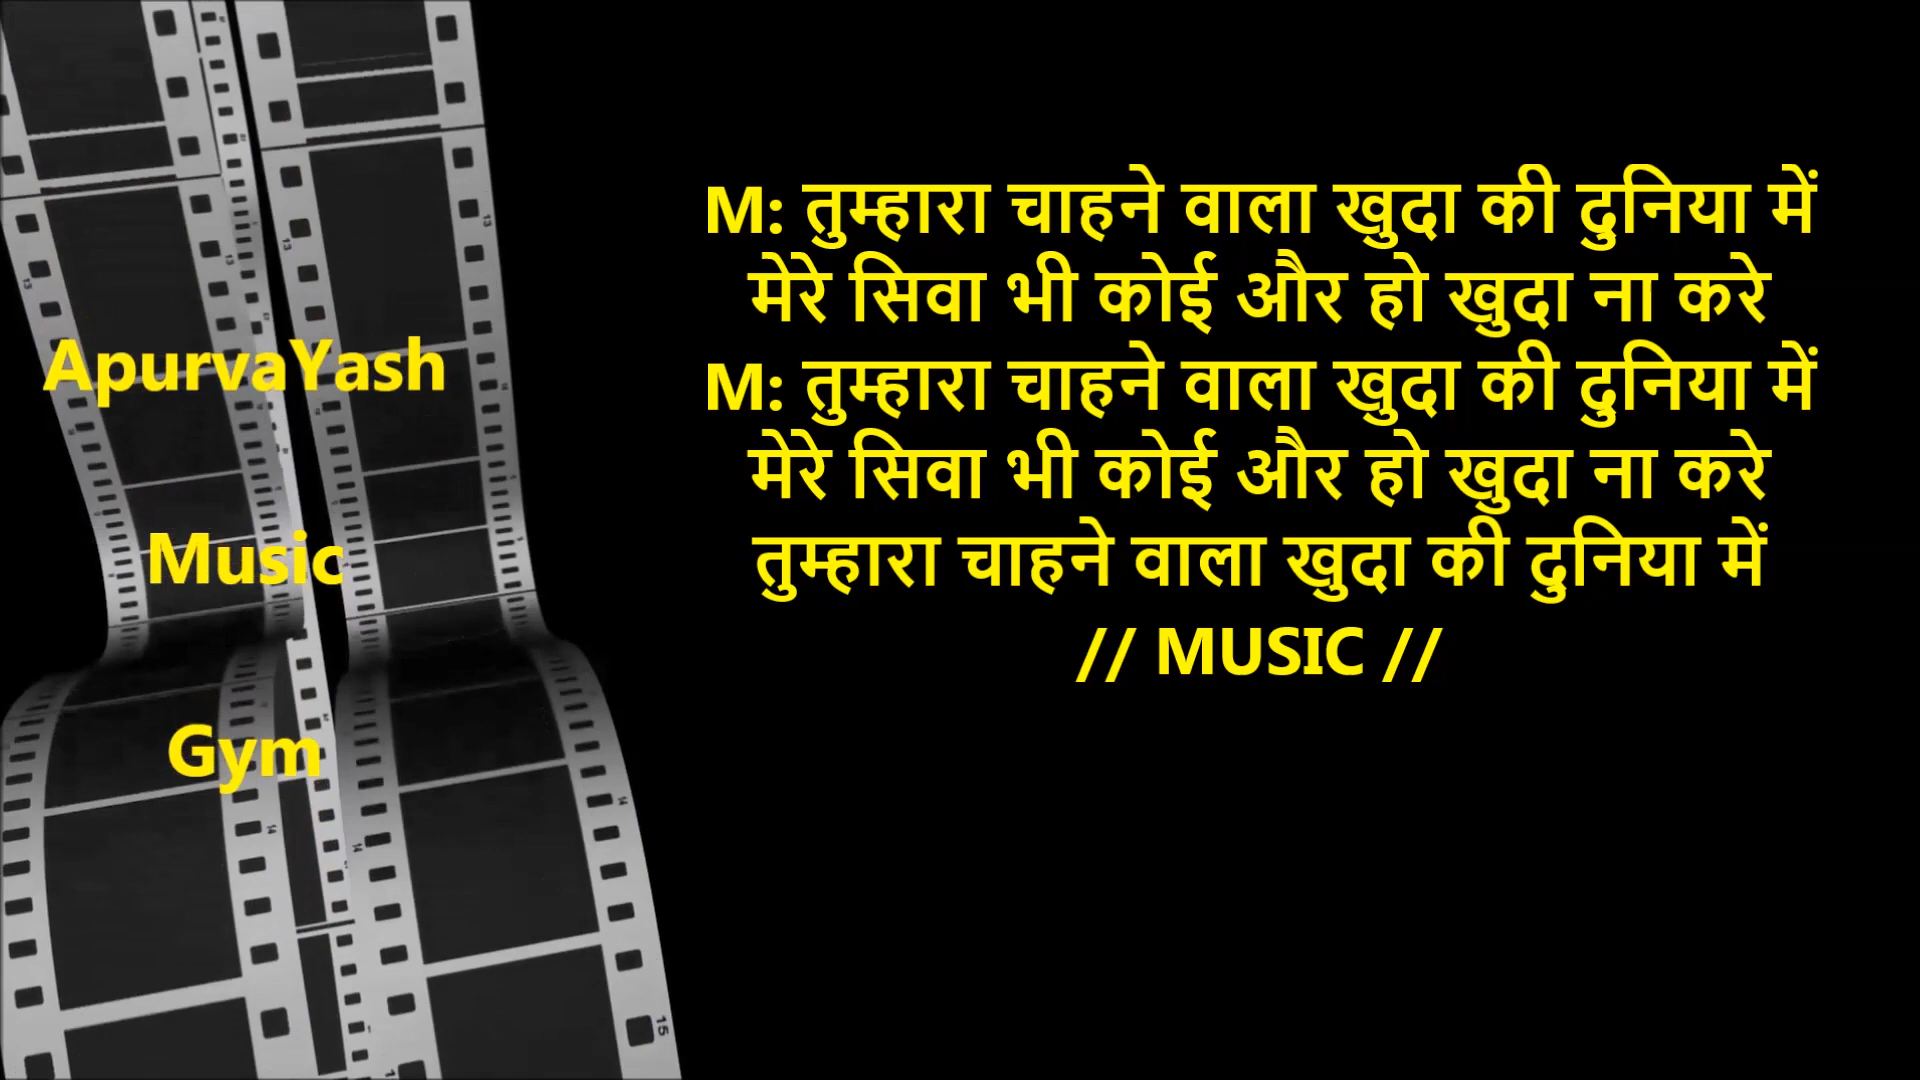 ApurvaYash
Music
Gym
M: तुम्हारा चाहने वाला खुदा की दुनिया में
मेरे सिवा भी कोई और हो खुदा ना करे
M: तुम्हारा चाहने वाला खुदा की दुनिया में
मेरे सिवा भी कोई और हो खुदा ना करे
तुम्हारा चाहने वाला खुदा की दुनिया में
// MUSIC //